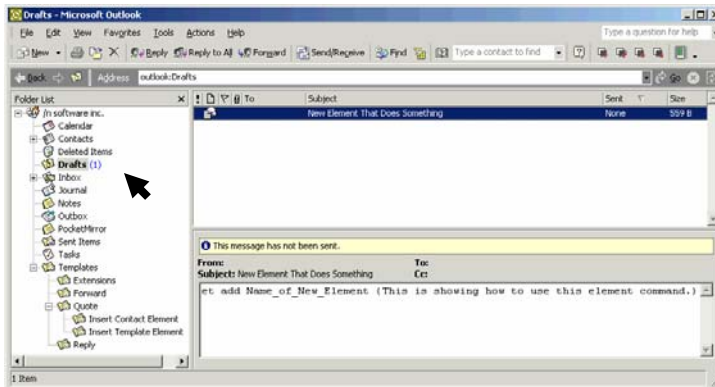 Drafts - Microsoft Outlook
File Edit View Favorites Tools Actions Help Type a question for help
New Reply Reply to All Forward Send/Receive Find Type a contact to find
Back Address outlook:Drafts Go
Folder List ! To Subject Sent Size
/n software inc. New Element That Does Something None 559 B
Calendar
Contacts
Deleted Items
Drafts (1)
Inbox
Journal
Notes
Outbox
PocketMirror
Sent Items
Tasks
Templates
Extensions
Forward
Quote
Insert Contact Element
Insert Template Element
Reply
This message has not been sent.
From: To:
Subject: New Element That Does Something Cc:
et add Name_of_New_Element (This is showing how to use this element command.)
1 Item